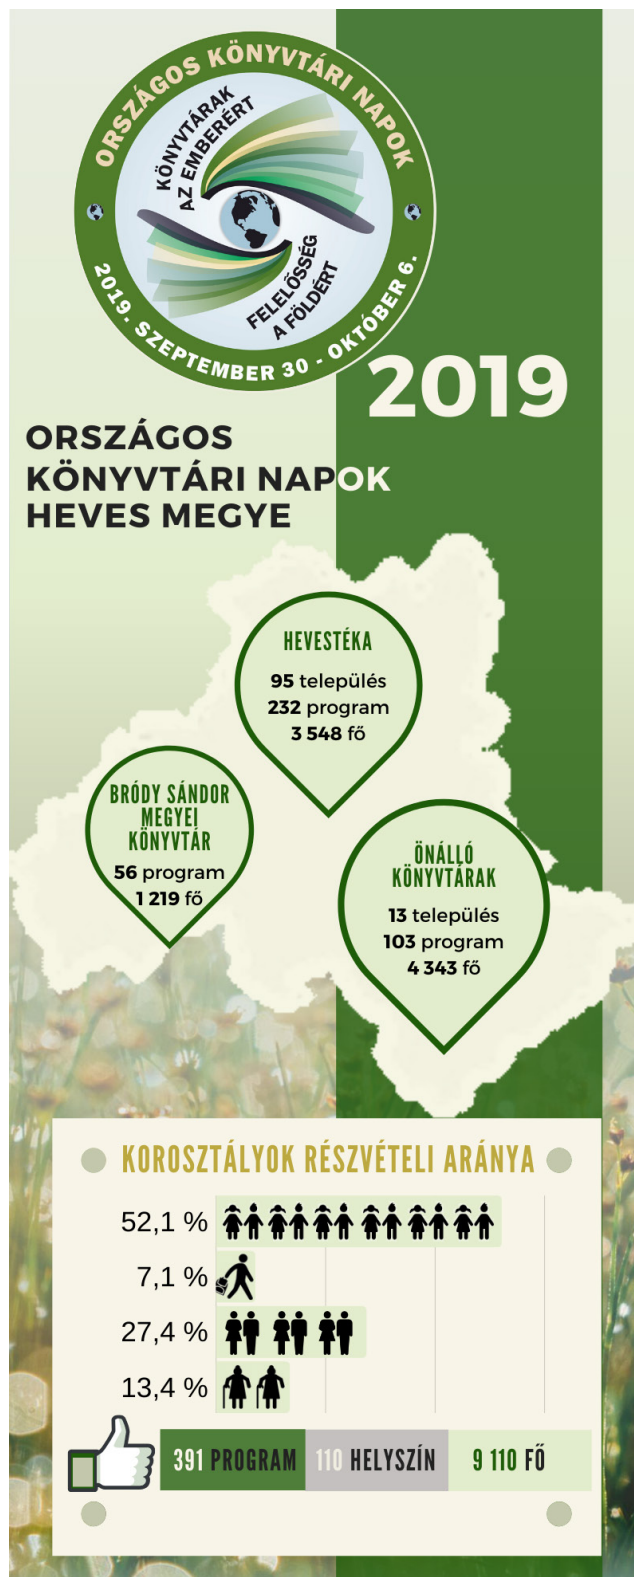 ORSZÁGOS KÖNYVTÁRI NAPOK
KÖNYVTÁRAK
AZ EMBERÉRT
FELELŐSSÉG
A FÖLDÉRT
2019. SZEPTEMBER 30 - OKTÓBER 6.
2019
ORSZÁGOS
KÖNYVTÁRI NAPOK
HEVES MEGYE
HEVESTÉKA
95 település
232 program
3 548 fő
BRÓDY SÁNDOR
MEGYEI
KÖNYVTÁR
56 program
1 219 fő
ÖNÁLLÓ
KÖNYVTÁRAK
13 település
103 program
4 343 fő
KOROSZTÁLYOK RÉSZVÉTELI ARÁNYA
52,1 %
7,1 %
27,4 %
13,4 %
391 PROGRAM 110 HELYSZÍN 9 110 FŐ